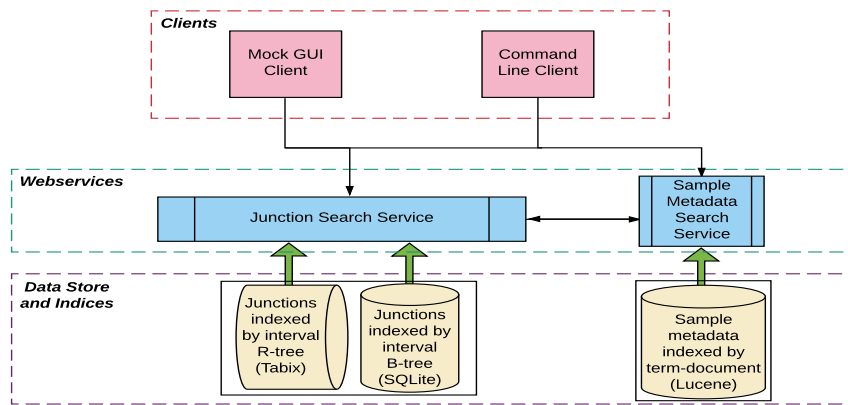 Clients
Mock GUI
Client
Command
Line Client
Webservices
Junction Search Service
Sample
Metadata
Search
Service
Data Store
and Indices
Junctions
indexed
by interval
R-tree
(Tabix)
Junctions
indexed by
interval
B-tree
(SQLite)
Sample
metadata
indexed by
term-document
(Lucene)